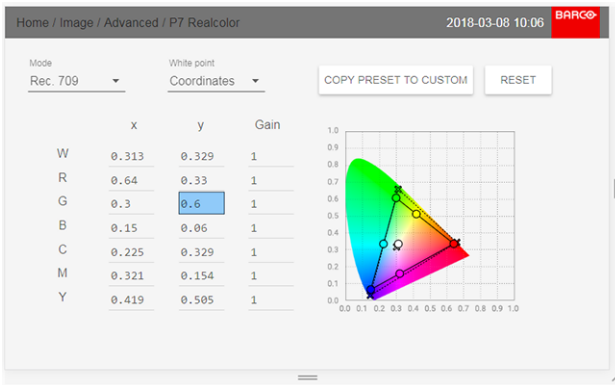 Home / Image / Advanced / P7 Realcolor 2018-03-08 10:06 BARCO
Mode White point
Rec. 709 Coordinates COPY PRESET TO CUSTOM RESET
x y Gain
W 0.313 0.329 1
R 0.64 0.33 1
G 0.3 0.6 1
B 0.15 0.06 1
C 0.225 0.329 1
M 0.321 0.154 1
Y 0.419 0.505 1
1.0
0.9
0.8
0.7
0.6
0.5
0.4
0.3
0.2
0.1
0.0
0.0 0.1 0.2 0.3 0.4 0.5 0.6 0.7 0.8 0.9 1.0